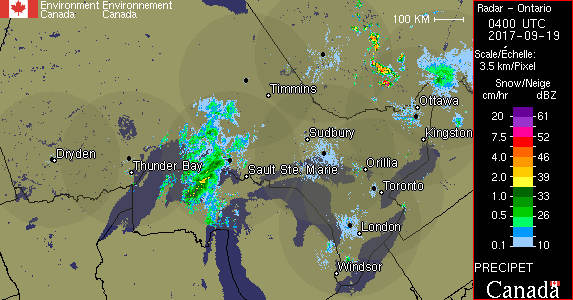 Environment Environnement
Canada Canada
100 KM
Timmins
Ottawa
Sudbury
Kingston
Dryden
Thunder Bay
Sault Ste. Marie
Orillia
Toronto
London
Windsor
Radar - Ontario
0400 UTC
2017-09-19
Scale/Échelle:
3.5 km/Pixel
Snow/Neige
cm/hr dBZ
20 61
7.5 52
4.0 46
2.0 39
1.0 33
0.5 26
0.1 10
PRECIPET
Canada